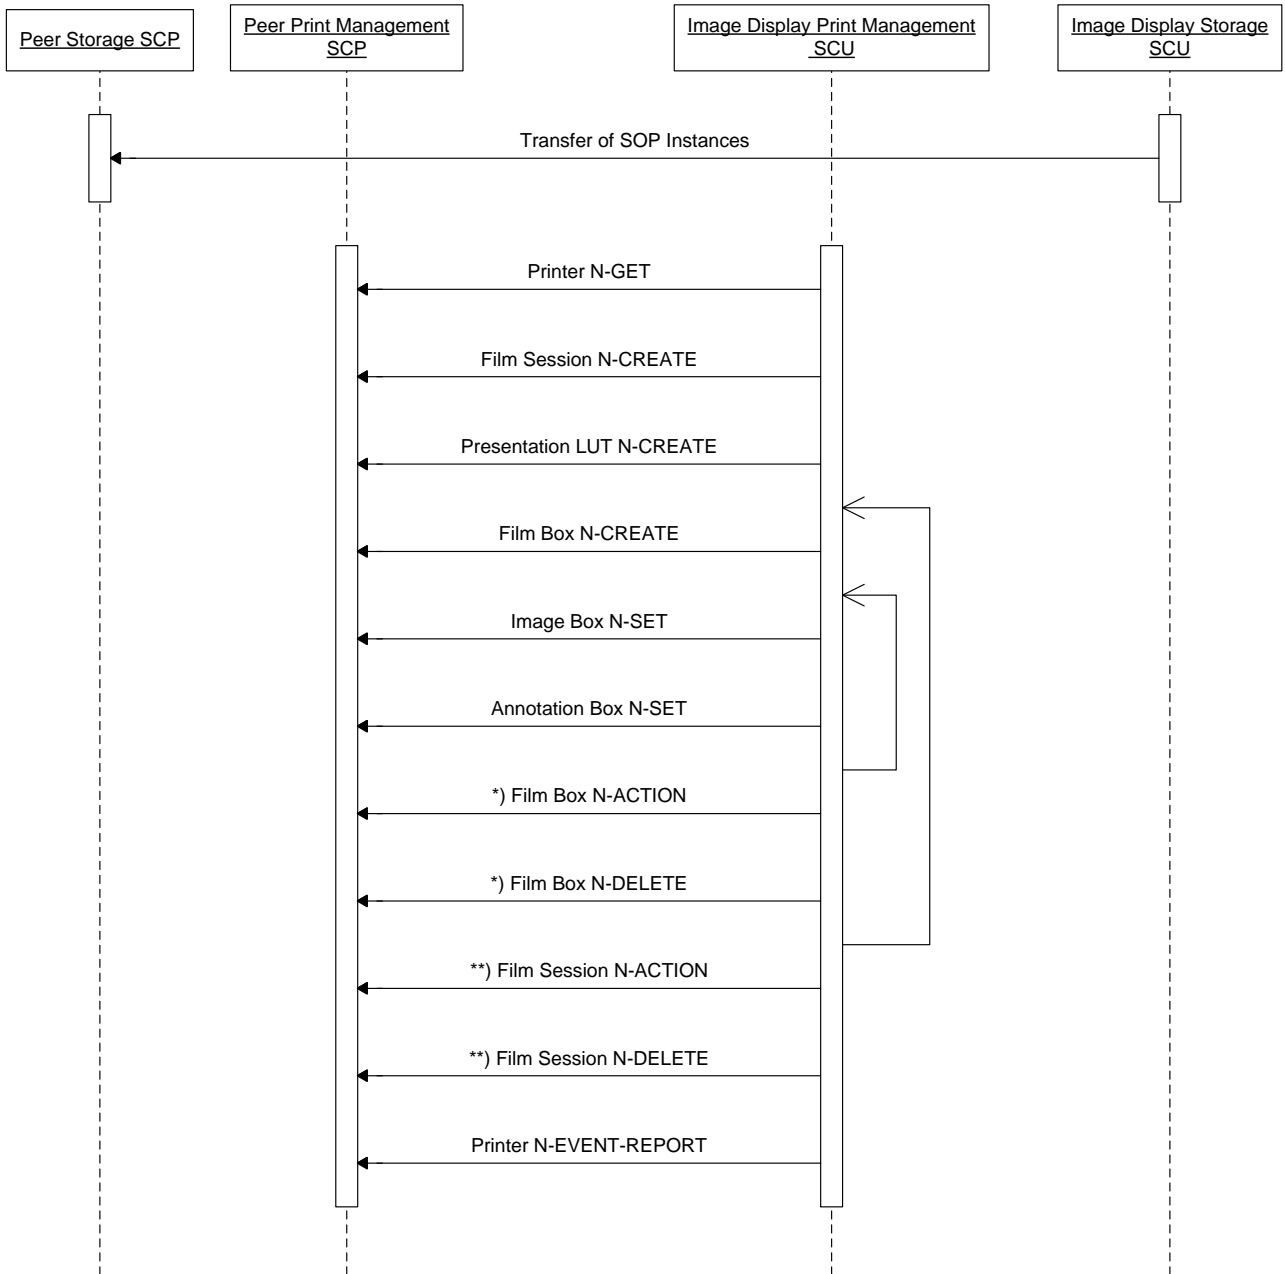 Peer Storage SCP
Peer Print Management
SCP
Image Display Print Management
SCU
Image Display Storage
SCU
Transfer of SOP Instances
Printer N-GET
Film Session N-CREATE
Presentation LUT N-CREATE
Film Box N-CREATE
Image Box N-SET
Annotation Box N-SET
*) Film Box N-ACTION
*) Film Box N-DELETE
**) Film Session N-ACTION
**) Film Session N-DELETE
Printer N-EVENT-REPORT